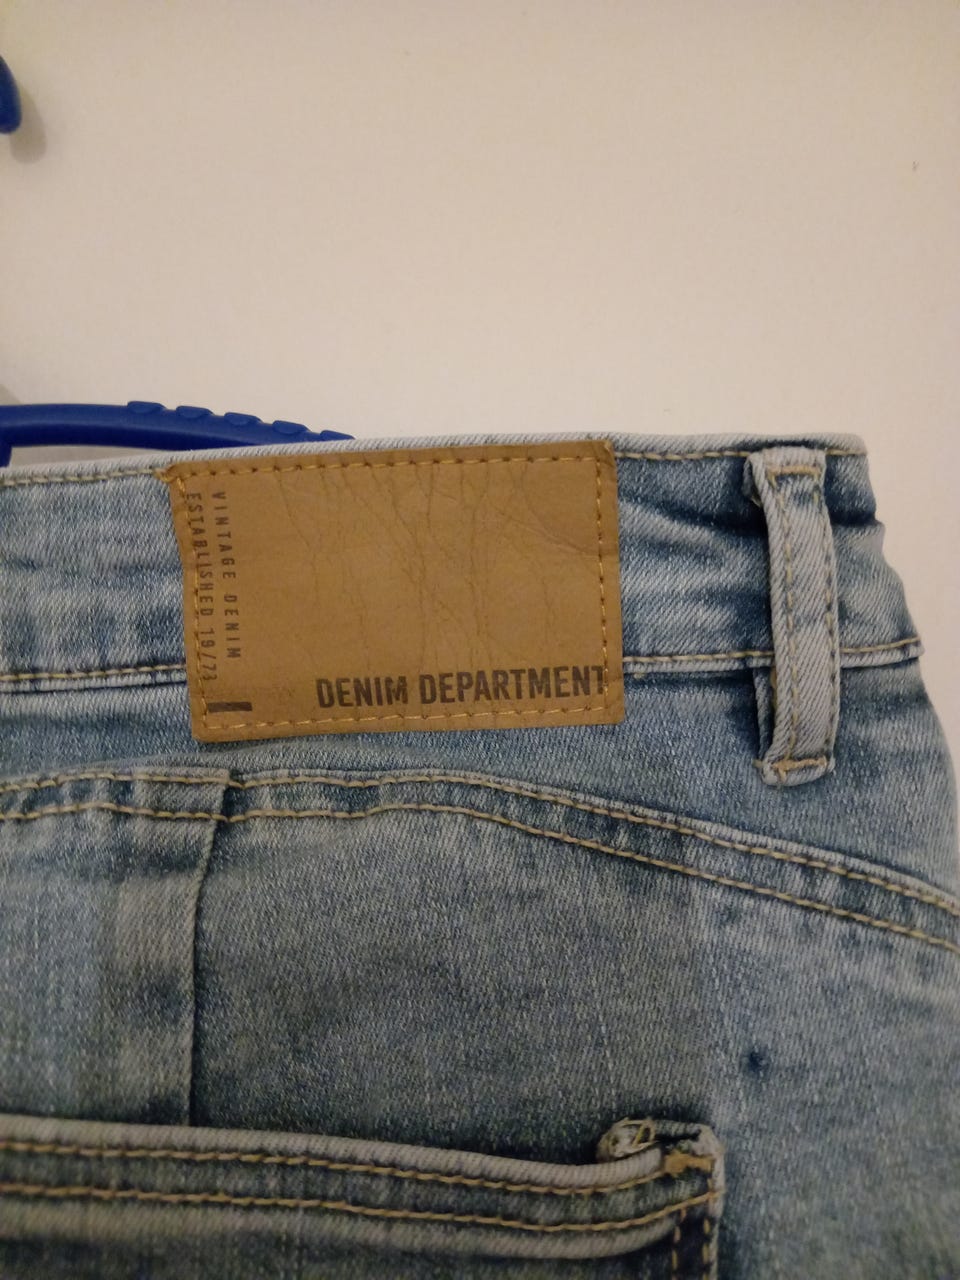 VINTAGE DENIM
ESTABLISHED 19/73
DENIM DEPARTMENT